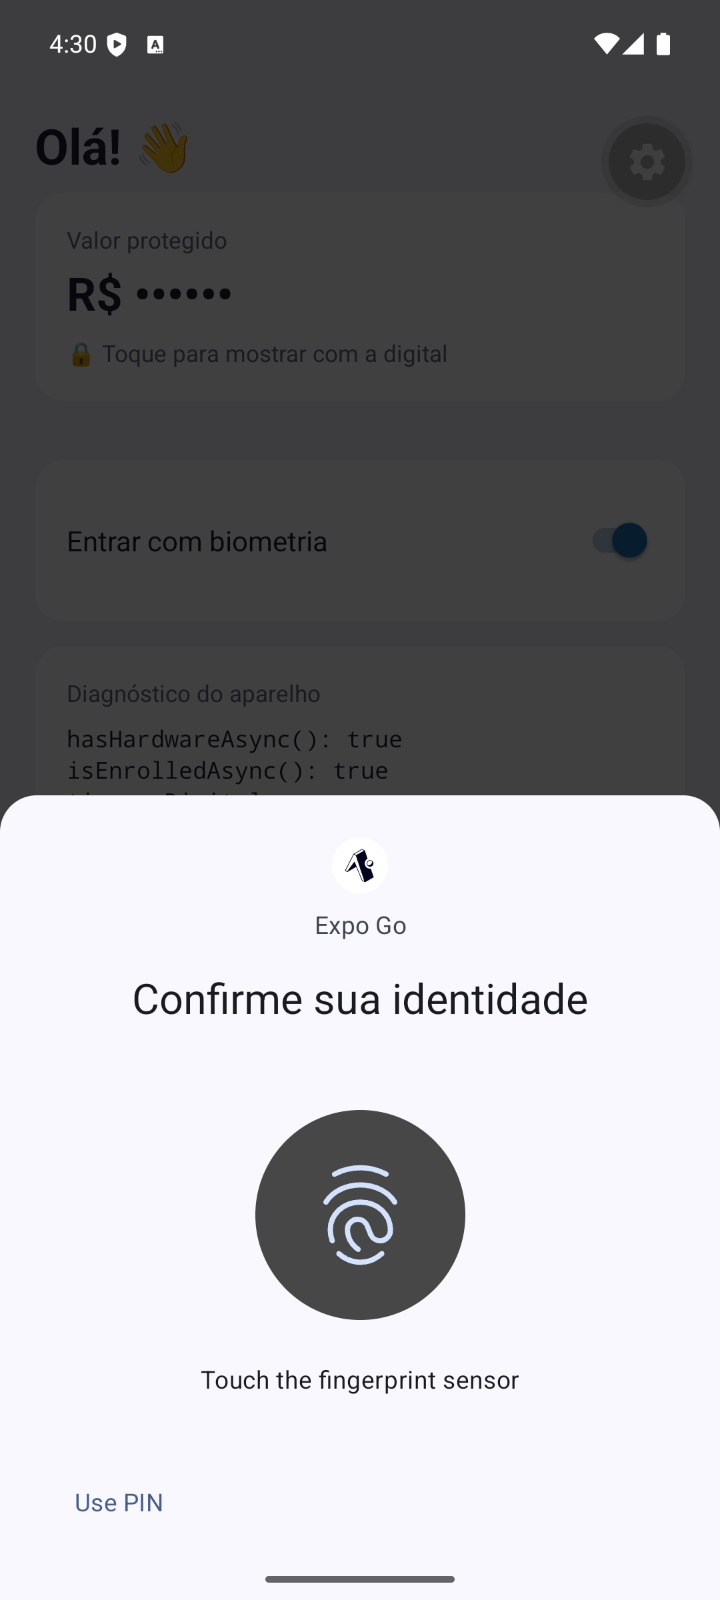 4:30
Olá! 👋
Valor protegido
R$ ••••••
🔒 Toque para mostrar com a digital
Entrar com biometria
Diagnóstico do aparelho
hasHardwareAsync(): true
isEnrolledAsync(): true
Expo Go
Confirme sua identidade
Touch the fingerprint sensor
Use PIN